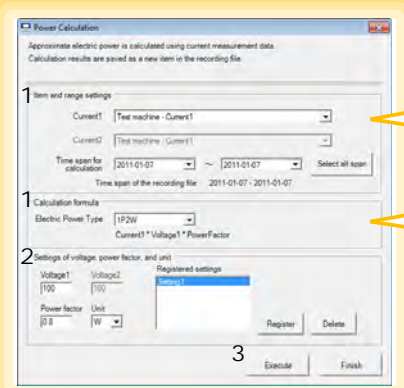 Power Calculation
Approximate electric power is calculated using current measurement data.
Calculation results are saved as a new item in the recording file.
1
Item and range settings
Current1 Test machine - Current1
Current2 Test machine - Current1
Time span for calculation 2011-01-07 ~ 2011-01-07 Select all span
Time span of the recording file 2011-01-07 - 2011-01-07
1
Calculation formula
Electric Power Type 1P2W
Current1 * Voltage1 * PowerFactor
2
Settings of voltage, power factor, and unit
Voltage1 Voltage2 Registered settings
100 100 Setting1
Power factor Unit
0.8 W Register Delete
3
Execute Finish